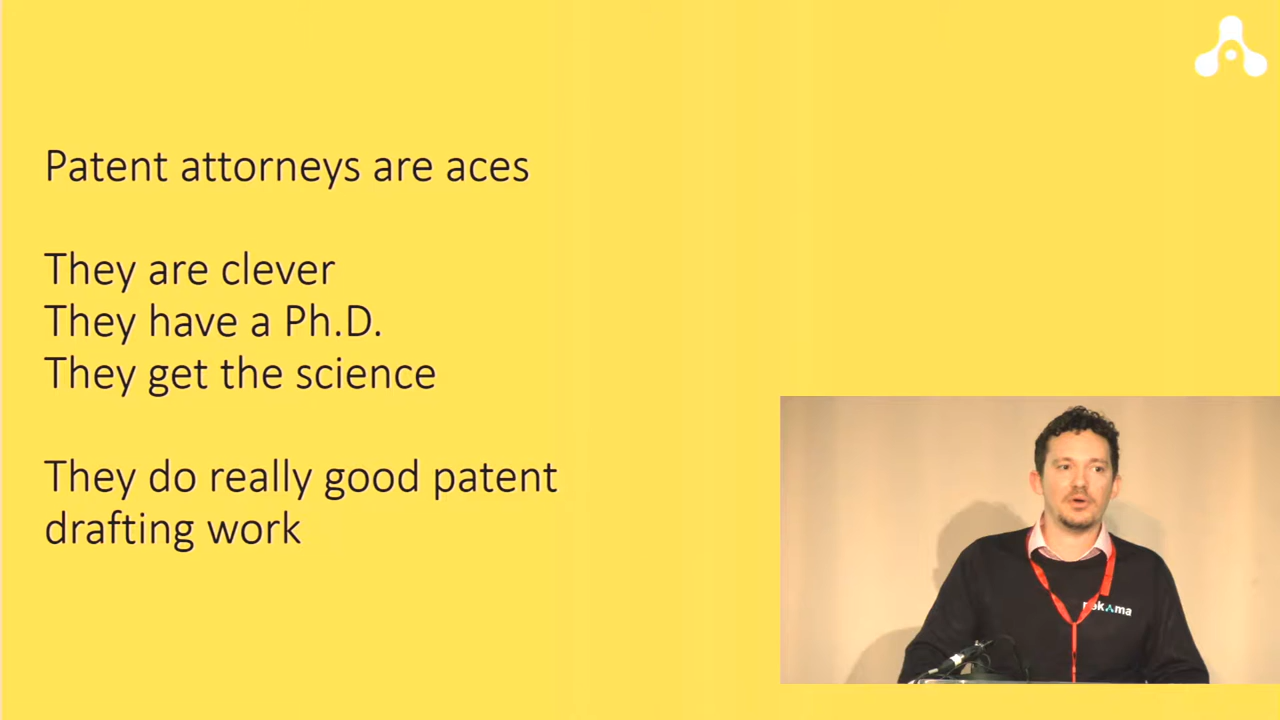 Patent attorneys are aces
They are clever
They have a Ph.D.
They get the science
They do really good patent
drafting work